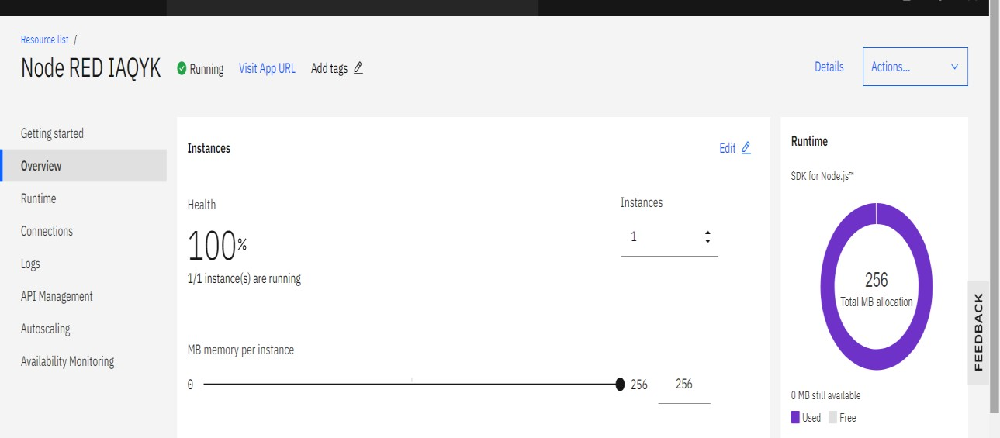 Resource list /
Node RED IAQYK
Running
Visit App URL
Add tags
Details
Actions...
Getting started
Overview
Runtime
Connections
Logs
API Management
Autoscaling
Availability Monitoring
Instances
Edit
Health
100%
1/1 instance(s) are running
Instances
1
MB memory per instance
0
256
256
Runtime
SDK for Node.js™
256
Total MB allocation
0 MB still available
Used
Free
FEEDBACK